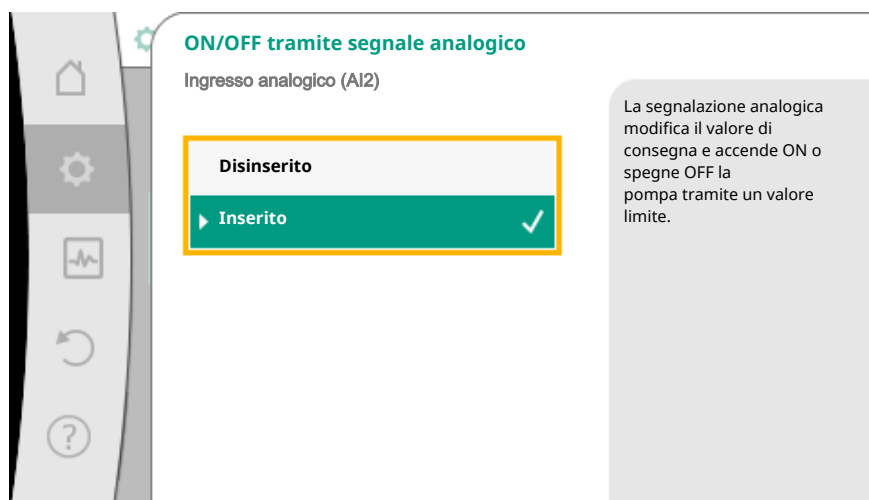 ON/OFF tramite segnale analogico
Ingresso analogico (AI2)
Disinserito
Inserito
La segnalazione analogica
modifica il valore di
consegna e accende ON o
spegne OFF la
pompa tramite un valore
limite.
?